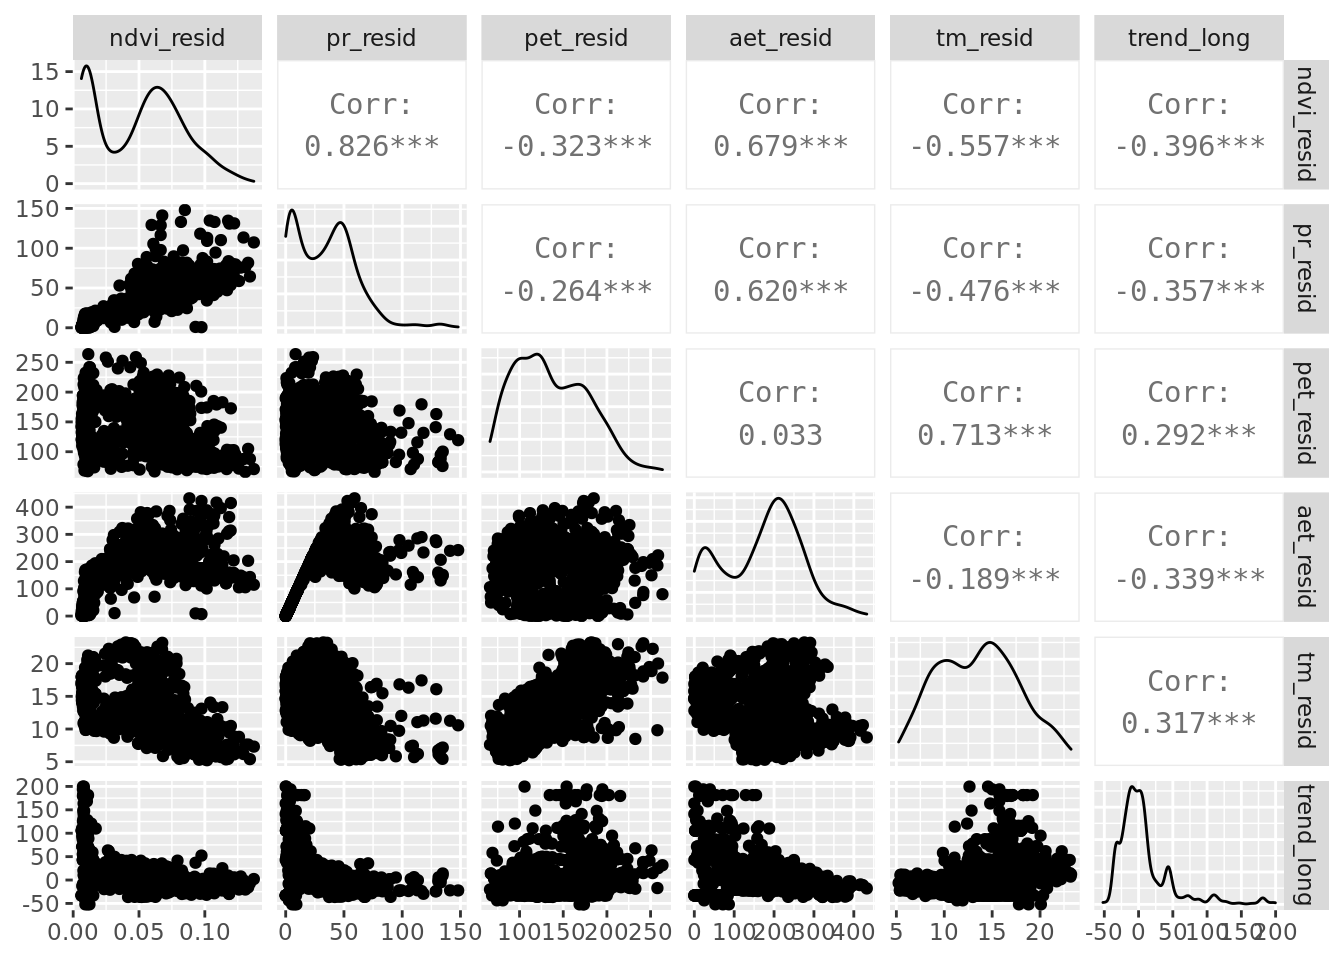 ndvi_resid pr_resid pet_resid aet_resid tm_resid trend_long
15
10
5
0
Corr:
0.826***
Corr:
-0.323***
Corr:
0.679***
Corr:
-0.557***
Corr:
-0.396***
ndvi_resid
150
100
50
0
Corr:
-0.264***
Corr:
0.620***
Corr:
-0.476***
Corr:
-0.357***
pr_resid
250
200
150
100
Corr:
0.033
Corr:
0.713***
Corr:
0.292***
pet_resid
400
300
200
100
0
Corr:
-0.189***
Corr:
-0.339***
aet_resid
20
15
10
5
Corr:
0.317***
tm_resid
200
150
100
50
0
-50
trend_long
0.00 0.05 0.10 0 50 100 150 100 150 200 250 0 100 200 300 400 5 10 15 20 -50 0 50 100 150 200